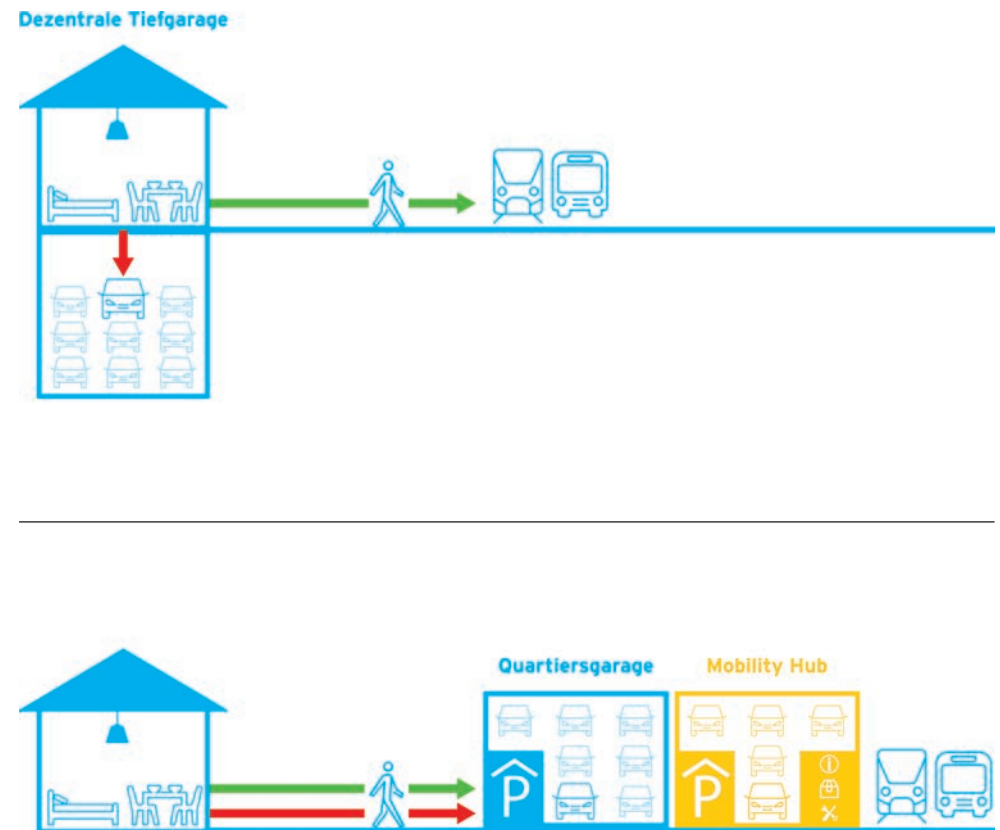 Dezentrale Tiefgarage
Quartiersgarage
Mobility Hub
P
P
i